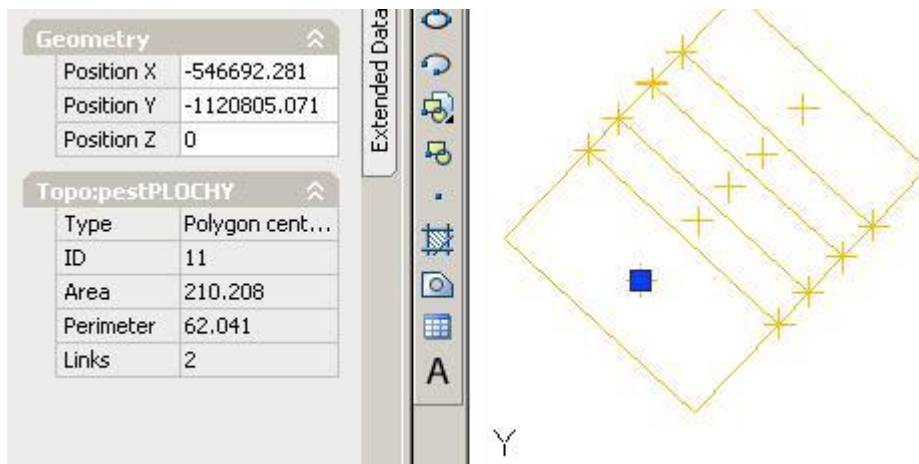 Geometry
Position X -546692.281
Position Y -1120805.071
Position Z 0
Topo:pestPLOCHY
Type Polygon cent...
ID 11
Area 210.208
Perimeter 62.041
Links 2
Extended Data
A
Y